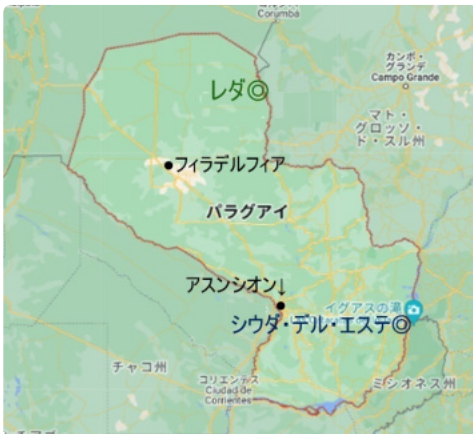 Corumbá
カンポ・
グランデ
Campo Grande
レダ◎
マト・
グロッソ・
ド・スル州
●フィラデルフィア
パラグアイ
アスンシオン↓
イグアスの滝
シウダ・デル・エステ◎
チャコ州
コリエンテス
Ciudad de
Corrientes
ミシオネス州